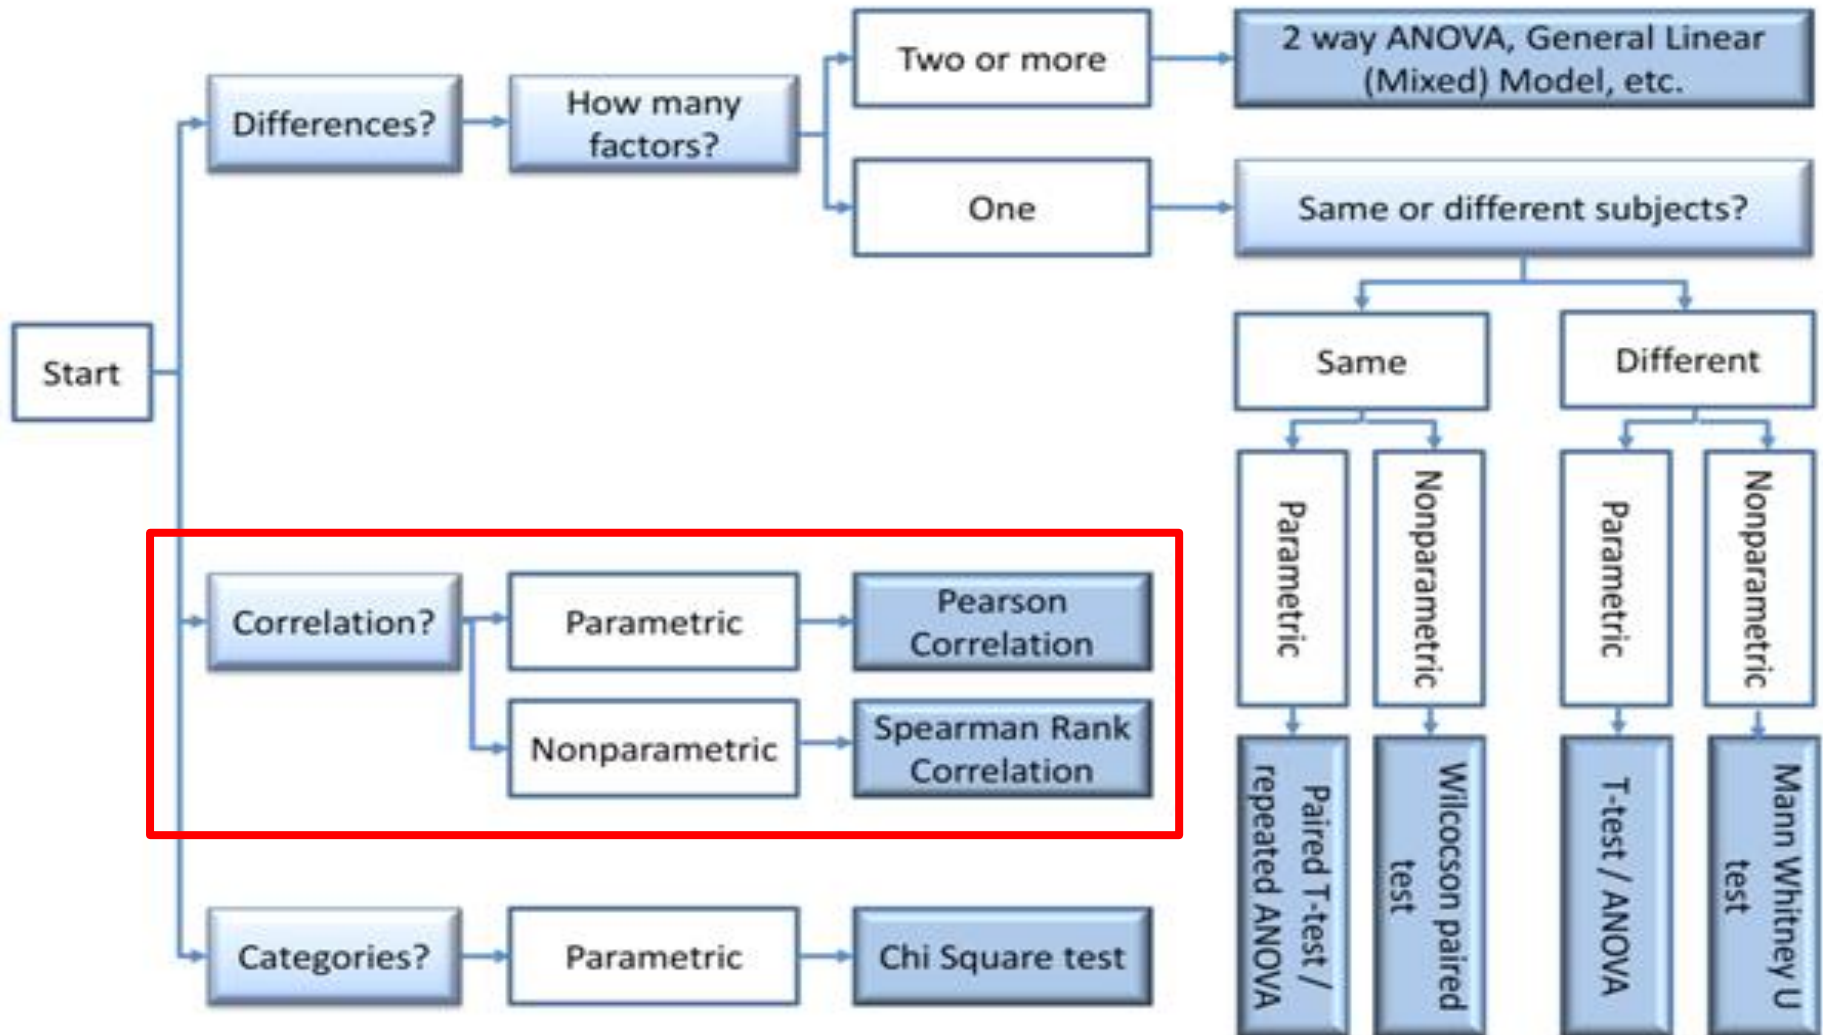 Two or more
2 way ANOVA, General Linear
(Mixed) Model, etc.
Differences?
How many
factors?
One
Same or different subjects?
Start
Same
Different
Parametric
Nonparametric
Parametric
Nonparametric
Correlation?
Parametric
Pearson
Correlation
Nonparametric
Spearman Rank
Correlation
Paired T-test /
repeated ANOVA
Wilcocson paired
test
T-test / ANOVA
Mann Whitney U
test
Categories?
Parametric
Chi Square test